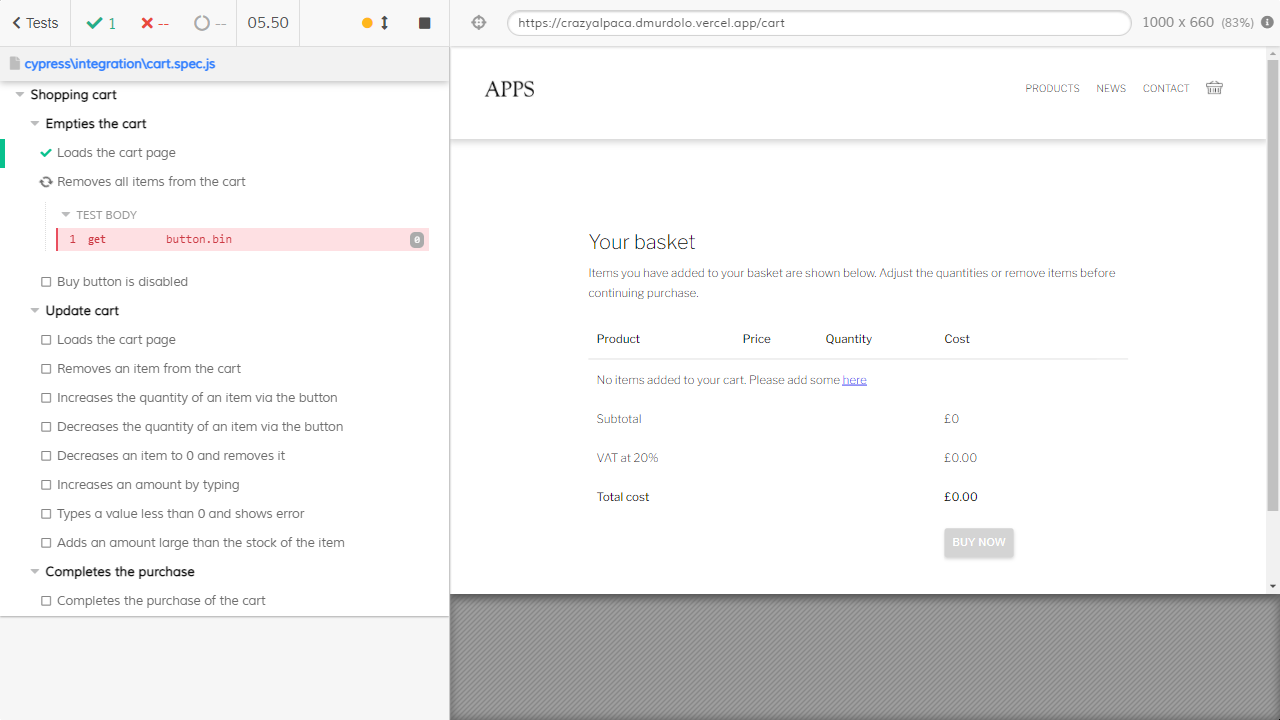 Tests 1 -- -- 05.50
https://crazyalpaca.dmurdolo.vercel.app/cart 1000 x 660 (83%)
cypress\integration\cart.spec.js
Shopping cart
Empties the cart
Loads the cart page
Removes all items from the cart
TEST BODY
1 get button.bin 0
Buy button is disabled
Update cart
Loads the cart page
Removes an item from the cart
Increases the quantity of an item via the button
Decreases the quantity of an item via the button
Decreases an item to 0 and removes it
Increases an amount by typing
Types a value less than 0 and shows error
Adds an amount large than the stock of the item
Completes the purchase
Completes the purchase of the cart
APPS
PRODUCTS NEWS CONTACT
Your basket
Items you have added to your basket are shown below. Adjust the quantities or remove items before
continuing purchase.
Product Price Quantity Cost
No items added to your cart. Please add some here
Subtotal £0
VAT at 20% £0.00
Total cost £0.00
BUY NOW